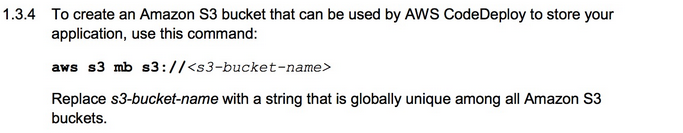 1.3.4 To create an Amazon S3 bucket that can be used by AWS CodeDeploy to store your
application, use this command:
aws s3 mb s3://<s3-bucket-name>
Replace s3-bucket-name with a string that is globally unique among all Amazon S3
buckets.